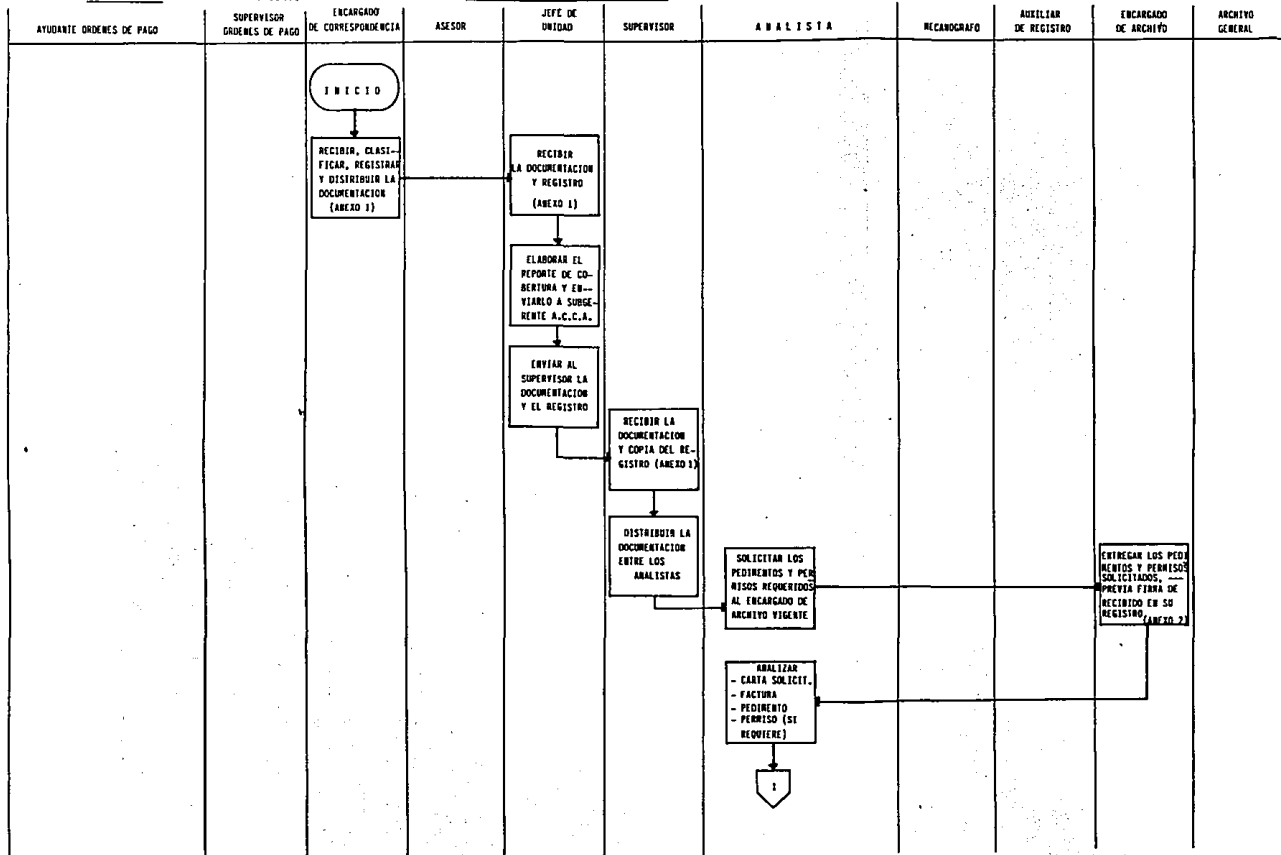 AYUDANTE ORDENES DE PAGO
SUPERVISOR
ORDENES DE PAGO
ENCARGADO
DE CORRESPONDENCIA
ASESOR
JEFE DE
UNIDAD
SUPERVISOR
ANALISTA
MECANOGRAFO
AUXILIAR
DE REGISTRO
ENCARGADO
DE ARCHIVO
ARCHIVO
GENERAL
INICIO
RECIBIR, CLASI--
FICAR, REGISTRAR
Y DISTRIBUIR LA
DOCUMENTACION
(ANEXO 1)
RECIBIR
LA DOCUMENTACION
Y REGISTRO
(ANEXO 1)
ELABORAR EL
REPORTE DE CO-
BERTURA Y EN--
VIARLO A SUBGE-
RENTE A.C.C.A.
ENVIAR AL
SUPERVISOR LA
DOCUMENTACION
Y EL REGISTRO
RECIBIR LA
DOCUMENTACION
Y COPIA DEL RE-
GISTRO (ANEXO 1)
DISTRIBUIR LA
DOCUMENTACION
ENTRE LOS
ANALISTAS
SOLICITAR LOS
PEDIMENTOS Y PER
MISOS REQUERIDOS
AL ENCARGADO DE
ARCHIVO VIGENTE
ENTREGAR LOS PEDI
MENTOS Y PERMISOS
SOLICITADOS, ---
PREVIA FIRMA DE
RECIBIDO EN SU
REGISTRO.
(ANEXO 2)
ANALIZAR
- CARTA SOLICIT.
- FACTURA
- PEDIMENTO
- PERMISO (SI
REQUIERE)
1